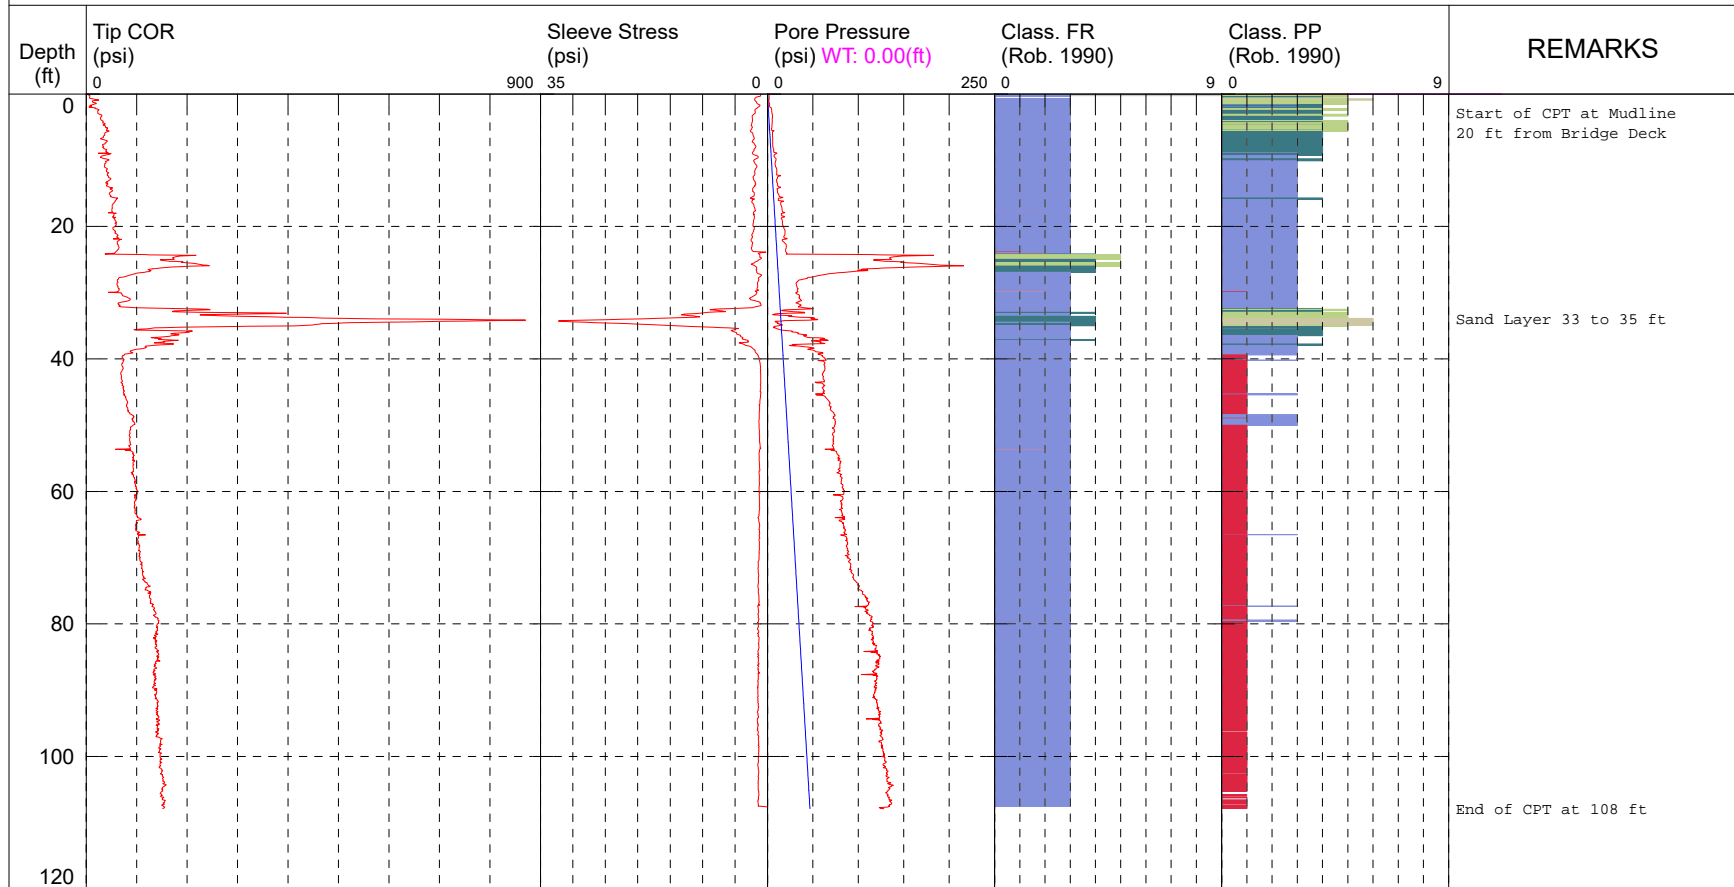 Depth
(ft)
Tip COR
(psi)
0 900
Sleeve Stress
(psi)
35 0
Pore Pressure
(psi) WT: 0.00(ft)
0 250
Class. FR
(Rob. 1990)
0 9
Class. PP
(Rob. 1990)
0 9
REMARKS
0
20
40
60
80
100
120
Start of CPT at Mudline
20 ft from Bridge Deck
Sand Layer 33 to 35 ft
End of CPT at 108 ft